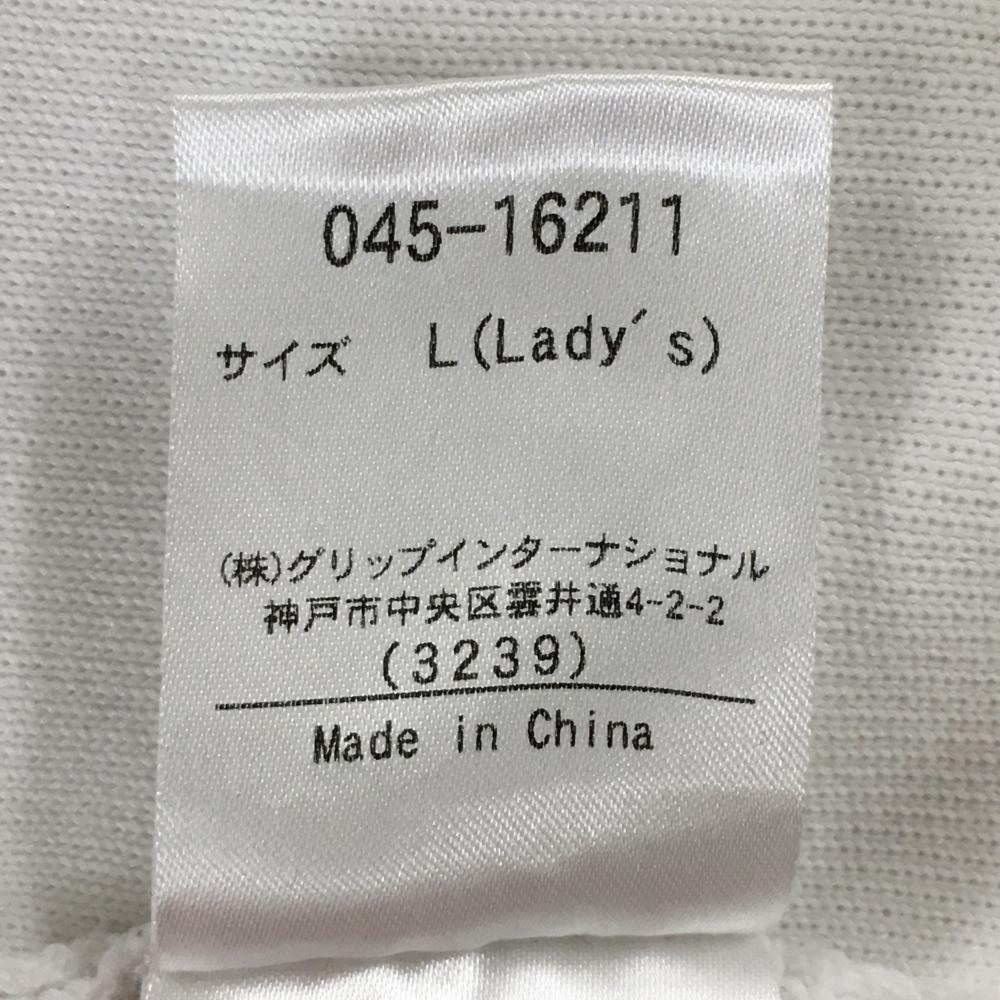 045-16211
サイズ L(Lady's)
(株)グリップインターナショナル
神戸市中央区雲井通4-2-2
(3239)
Made in China